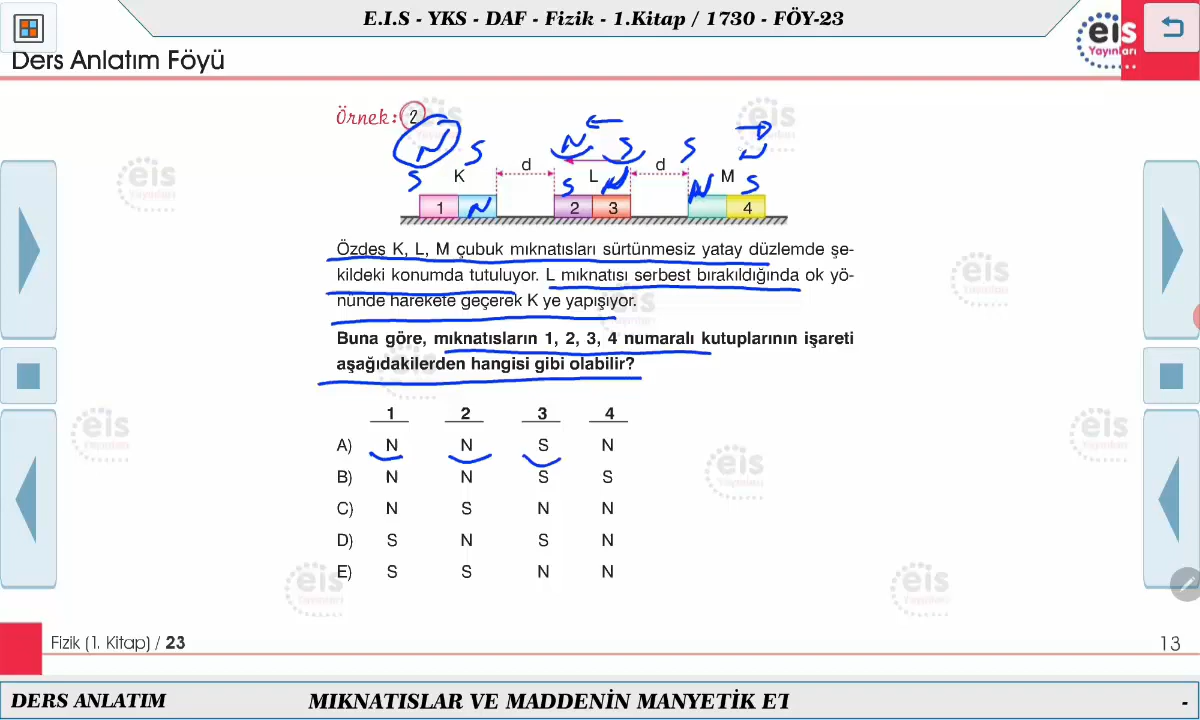 E.I.S - YKS - DAF - Fizik - 1.Kitap / 1730 - FÖY-23
eis
Yayınları
Ders Anlatım Föyü
Örnek: 2
N S N S S N
S d d
K L M
S N S
1 N 2 3 4
Özdeş K, L, M çubuk mıknatısları sürtünmesiz yatay düzlemde şe-
kildeki konumda tutuluyor. L mıknatısı serbest bırakıldığında ok yö-
nünde harekete geçerek K ye yapışıyor.
Buna göre, mıknatısların 1, 2, 3, 4 numaralı kutuplarının işareti
aşağıdakilerden hangisi gibi olabilir?
1 2 3 4
A) N N S N
B) N N S S
C) N S N N
D) S N S N
E) S S N N
Fizik (1. Kitap) / 23
13
DERS ANLATIM
MIKNATISLAR VE MADDENİN MANYETİK
-